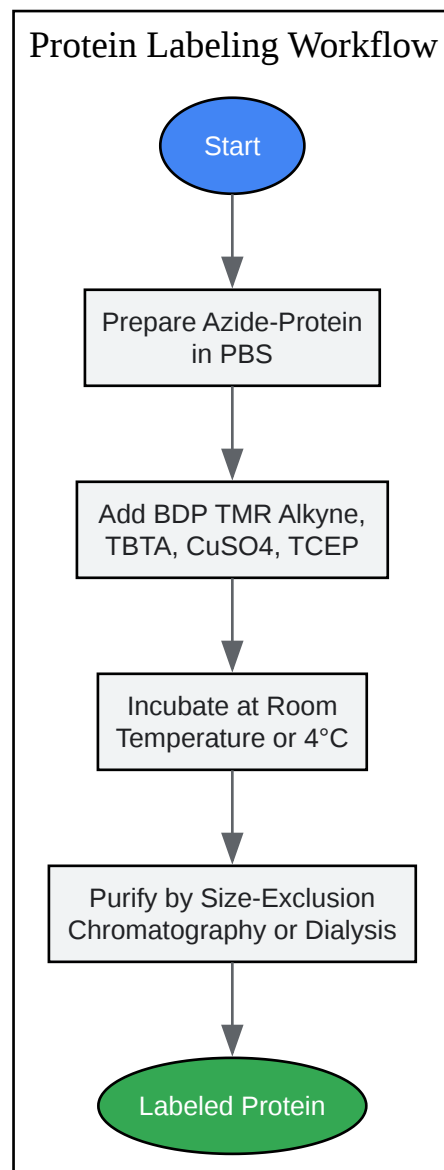 Protein Labeling Workflow
Start
Prepare Azide-Protein
in PBS
Add BDP TMR Alkyne,
TBTA, CuSO4, TCEP
Incubate at Room
Temperature or 4°C
Purify by Size-Exclusion
Chromatography or Dialysis
Labeled Protein